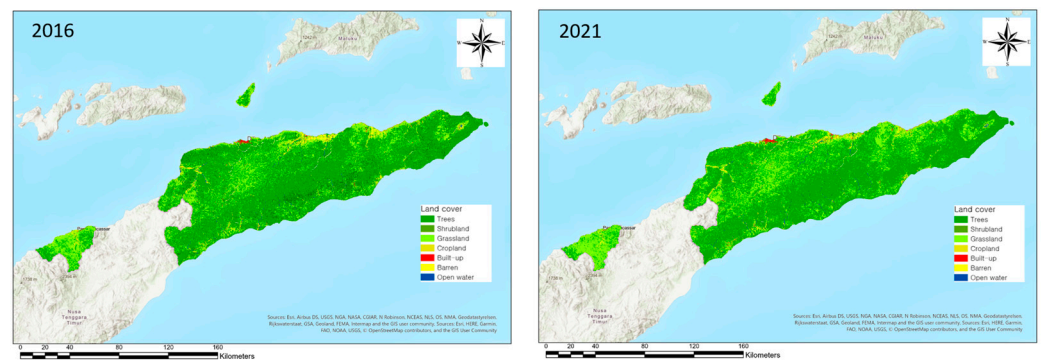 2016
N
W
E
S
1262 m
Maluku
Land cover
Trees
Shrubland
Grassland
Cropland
Built-up
Barren
Open water
Nusa
Tenggara
Timur
Sources: Esri, Airbus DS, USGS, NGA, NASA, CGIAR, N Robinson, NCEAS, NLS, OS, NMA, Geodatastyrelsen,
Rijkswaterstaat, GSA, Geoland, FEMA, Intermap and the GIS user community, Sources: Esri, HERE, Garmin,
FAO, NOAA, USGS, © OpenStreetMap contributors, and the GIS User Community
0 20 40 80 120 160
Kilometers
2021
N
W
E
S
1262 m
Maluku
Land cover
Trees
Shrubland
Grassland
Cropland
Built-up
Barren
Open water
Nusa
Tenggara
Timur
Sources: Esri, Airbus DS, USGS, NGA, NASA, CGIAR, N Robinson, NCEAS, NLS, OS, NMA, Geodatastyrelsen,
Rijkswaterstaat, GSA, Geoland, FEMA, Intermap and the GIS user community, Sources: Esri, HERE, Garmin,
FAO, NOAA, USGS, © OpenStreetMap contributors, and the GIS User Community
0 20 40 80 120 160
Kilometers